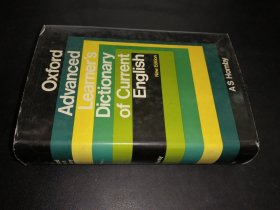 Oxford
Advanced
Learner's
Dictionary
of Current
English
New Edition
A S Hornby